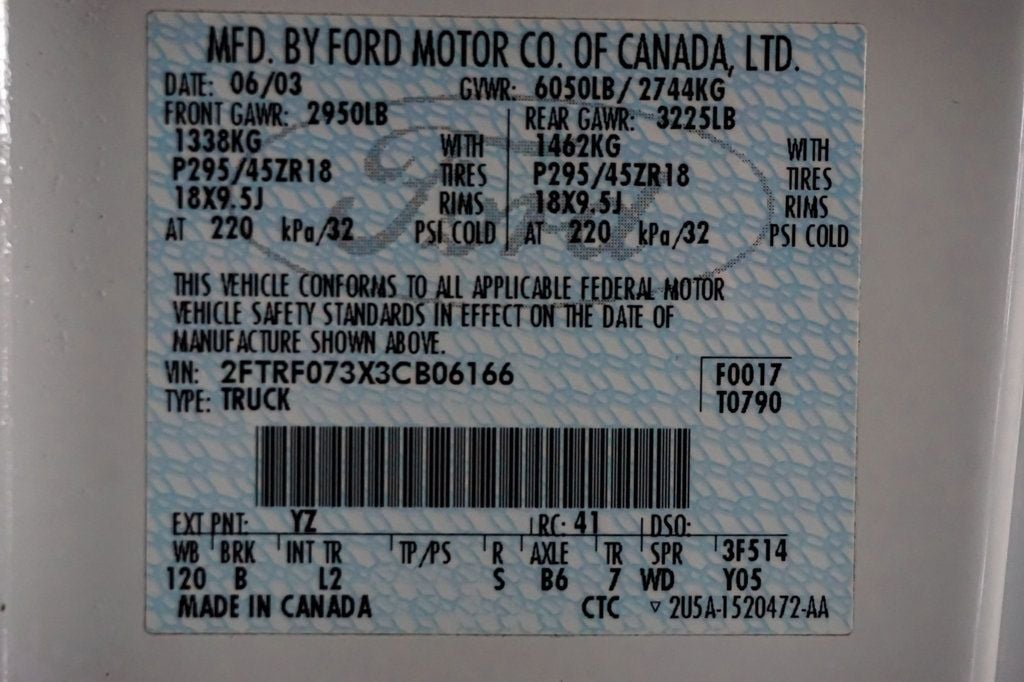 MFD. BY FORD MOTOR CO. OF CANADA, LTD.
DATE: 06/03 GVWR: 6050LB/ 2744KG
FRONT GAWR: 2950LB REAR GAWR: 3225LB
1338KG WITH 1462KG WITH
P295/45ZR18 TIRES P295/45ZR18 TIRES
18X9.5J RIMS 18X9.5J RIMS
AT 220 kPa/32 PSI COLD AT 220 kPa/32 PSI COLD
Ford
THIS VEHICLE CONFORMS TO ALL APPLICABLE FEDERAL MOTOR
VEHICLE SAFETY STANDARDS IN EFFECT ON THE DATE OF
MANUFACTURE SHOWN ABOVE.
VIN: 2FTRF073X3CB06166 F0017
TYPE: TRUCK T0790
EXT PNT: YZ RC: 41 DSO:
WB BRK INT TR TP/PS R AXLE TR SPR 3F514
120 B L2 S B6 7 WD Y05
MADE IN CANADA CTC ▽ 2U5A-1520472-AA